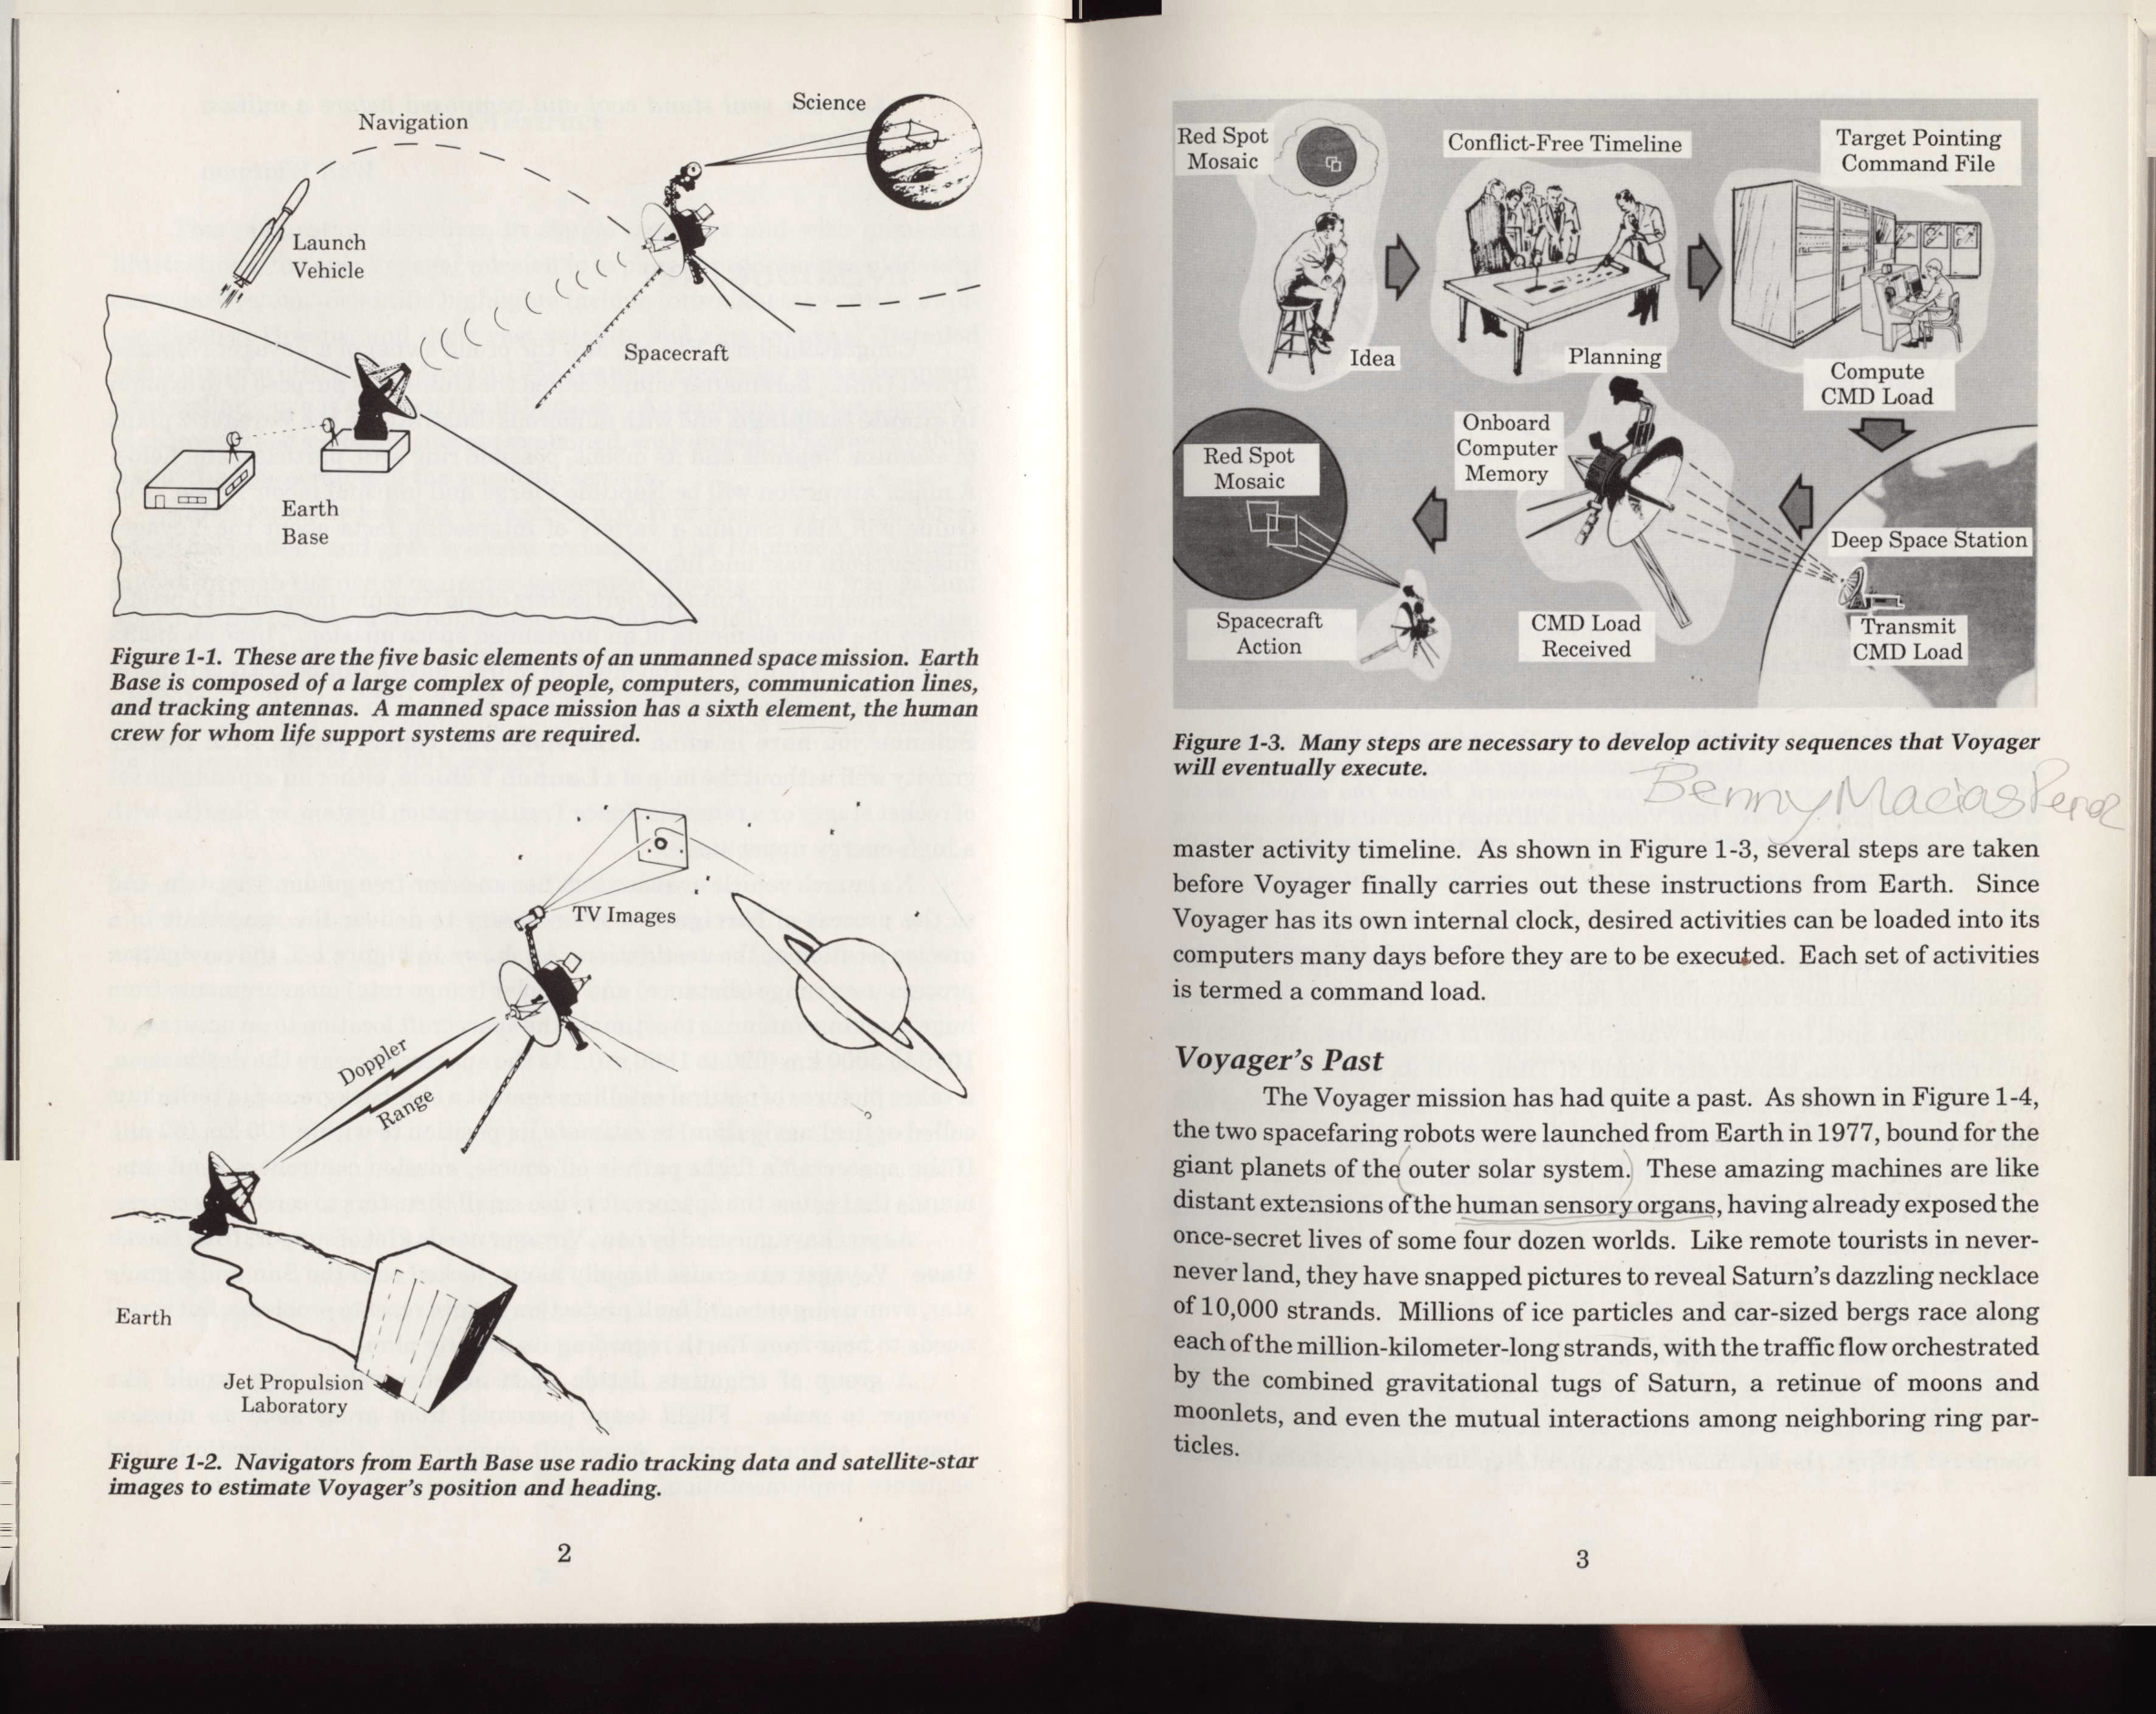 Navigation
Science
Launch
Vehicle
Spacecraft
Earth
Base
Figure 1-1. These are the five basic elements of an unmanned space mission. Earth
Base is composed of a large complex of people, computers, communication lines,
and tracking antennas. A manned space mission has a sixth element, the human
crew for whom life support systems are required.
TV Images
Doppler
Range
Earth
Jet Propulsion
Laboratory
Figure 1-2. Navigators from Earth Base use radio tracking data and satellite-star
images to estimate Voyager's position and heading.
2
Red Spot
Mosaic
Conflict-Free Timeline
Target Pointing
Command File
Idea
Planning
Compute
CMD Load
Red Spot
Mosaic
Onboard
Computer
Memory
Deep Space Station
Spacecraft
Action
CMD Load
Received
Transmit
CMD Load
Figure 1-3. Many steps are necessary to develop activity sequences that Voyager
will eventually execute.
Benny Macias
master activity timeline. As shown in Figure 1-3, several steps are taken
before Voyager finally carries out these instructions from Earth. Since
Voyager has its own internal clock, desired activities can be loaded into its
computers many days before they are to be executed. Each set of activities
is termed a command load.
Voyager's Past
The Voyager mission has had quite a past. As shown in Figure 1-4,
the two spacefaring robots were launched from Earth in 1977, bound for the
giant planets of the outer solar system. These amazing machines are like
distant extensions of the human sensory organs, having already exposed the
once-secret lives of some four dozen worlds. Like remote tourists in never-
never land, they have snapped pictures to reveal Saturn's dazzling necklace
of 10,000 strands. Millions of ice particles and car-sized bergs race along
each of the million-kilometer-long strands, with the traffic flow orchestrated
by the combined gravitational tugs of Saturn, a retinue of moons and
moonlets, and even the mutual interactions among neighboring ring par-
ticles.
3